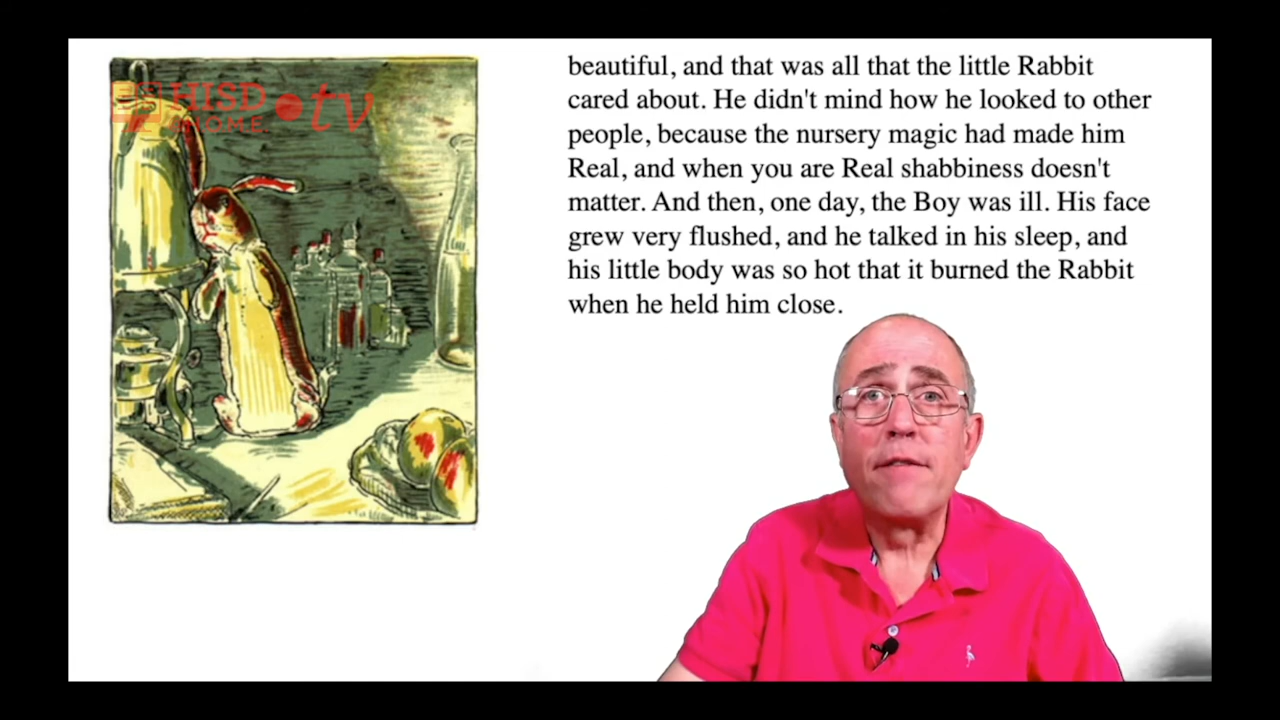 HISD
@H.O.M.E.
tv
beautiful, and that was all that the little Rabbit
cared about. He didn't mind how he looked to other
people, because the nursery magic had made him
Real, and when you are Real shabbiness doesn't
matter. And then, one day, the Boy was ill. His face
grew very flushed, and he talked in his sleep, and
his little body was so hot that it burned the Rabbit
when he held him close.